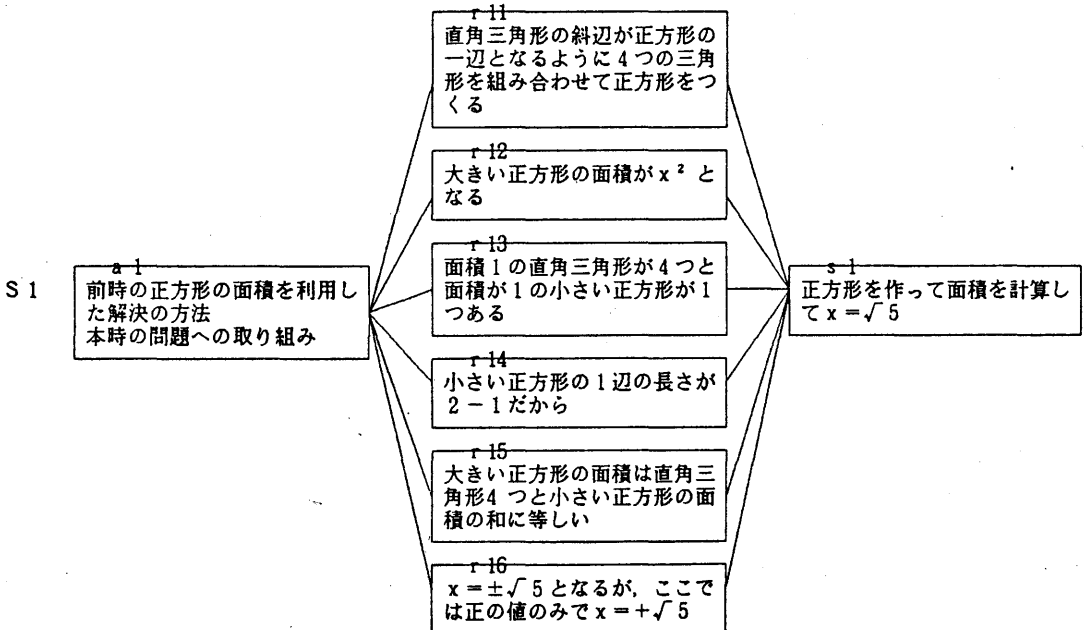 r 11
直角三角形の斜辺が正方形の
一辺となるように4つの三角
形を組み合わせて正方形をつ
くる
r 12
大きい正方形の面積がx²と
なる
r 13
面積1の直角三角形が4つと
面積が1の小さい正方形が1
つある
S 1
a 1
前時の正方形の面積を利用し
た解決の方法
本時の問題への取り組み
s 1
正方形を作って面積を計算し
てx=√5
r 14
小さい正方形の1辺の長さが
2-1だから
r 15
大きい正方形の面積は直角三
角形4つと小さい正方形の面
積の和に等しい
r 16
x=±√5となるが,ここで
は正の値のみでx=+√5